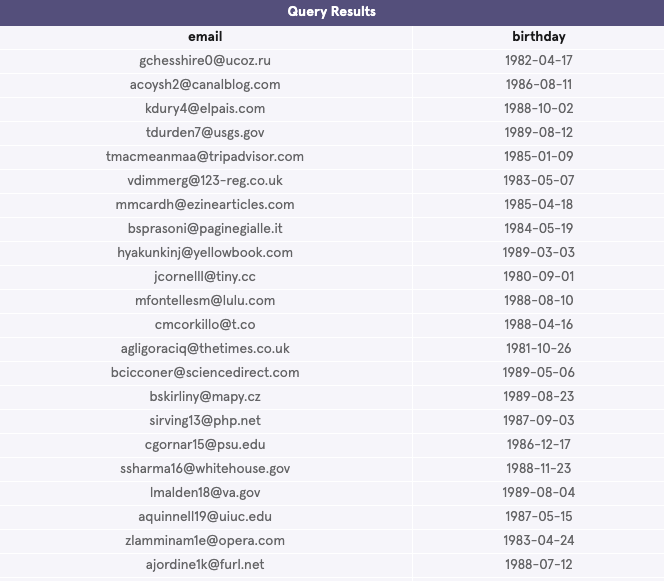 Query Results
email birthday
gchesshire0@ucoz.ru 1982-04-17
acoysh2@canalblog.com 1986-08-11
kdury4@elpais.com 1988-10-02
tdurden7@usgs.gov 1989-08-12
tmacmeanmaa@tripadvisor.com 1985-01-09
vdimmerg@123-reg.co.uk 1983-05-07
mmcardh@ezinearticles.com 1985-04-18
bsprasoni@paginegialle.it 1984-05-19
hyakunkinj@yellowbook.com 1989-03-03
jcornelll@tiny.cc 1980-09-01
mfontellesm@lulu.com 1988-08-10
cmcorkillo@t.co 1988-04-16
agligoraciq@thetimes.co.uk 1981-10-26
bcicconer@sciencedirect.com 1989-05-06
bskirliny@mapy.cz 1989-08-23
sirving13@php.net 1987-09-03
cgornar15@psu.edu 1986-12-17
ssharma16@whitehouse.gov 1988-11-23
lmalden18@va.gov 1989-08-04
aquinnell19@uiuc.edu 1987-05-15
zlamminam1e@opera.com 1983-04-24
ajordine1k@furl.net 1988-07-12